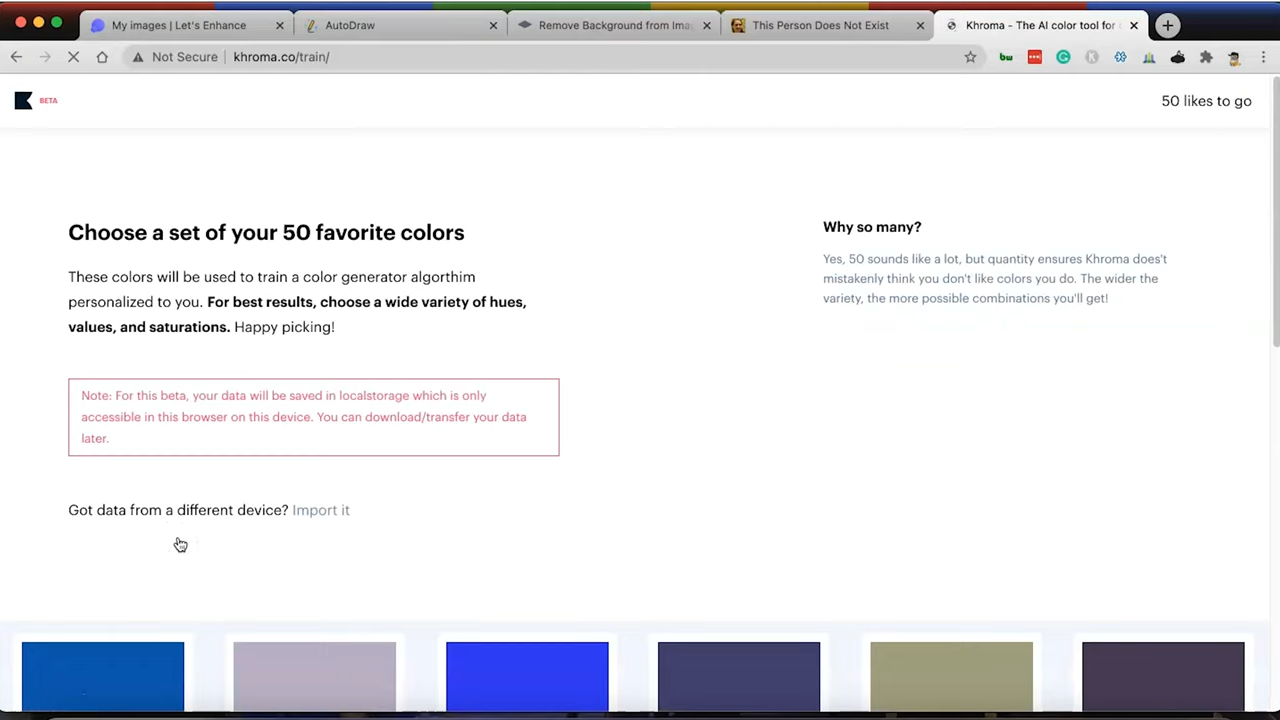 My images | Let's Enhance
AutoDraw
Remove Background from Ima
This Person Does Not Exist
Khroma - The AI color tool for
Not Secure khroma.co/train/
BETA
50 likes to go
Choose a set of your 50 favorite colors
These colors will be used to train a color generator algorthim
personalized to you. For best results, choose a wide variety of hues,
values, and saturations. Happy picking!
Why so many?
Yes, 50 sounds like a lot, but quantity ensures Khroma does't
mistakenly think you don't like colors you do. The wider the
variety, the more possible combinations you'll get!
Note: For this beta, your data will be saved in localstorage which is only
accessible in this browser on this device. You can download/transfer your data
later.
Got data from a different device? Import it